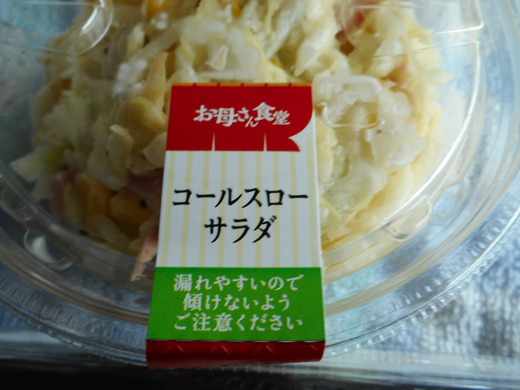 お母さん食堂
コールスロー
サラダ
漏れやすいので
傾けないよう
ご注意ください